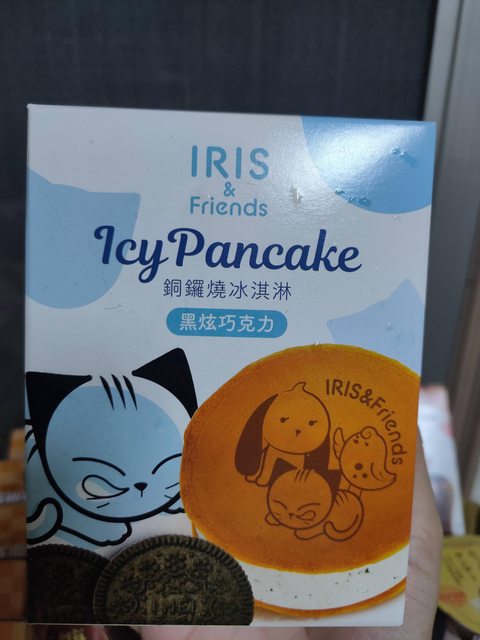 IRIS
&
Friends
Icy Pancake
銅鑼燒冰淇淋
黑炫巧克力
IRIS&Friends